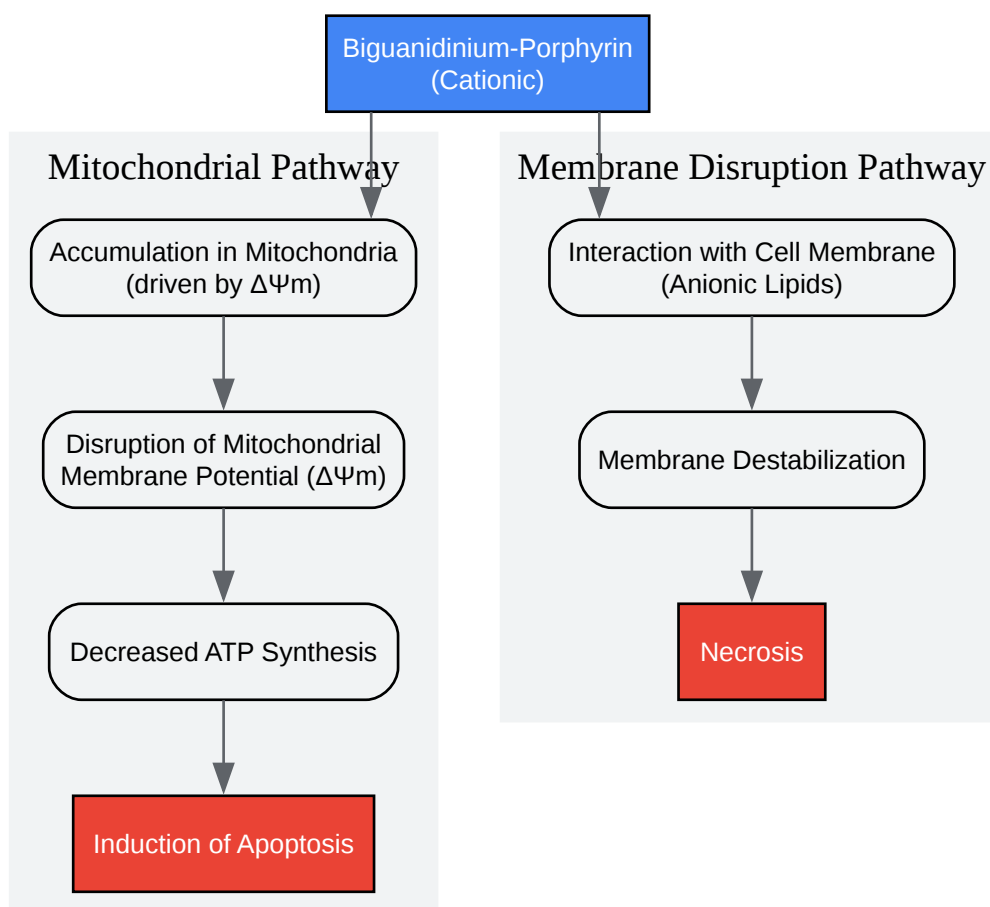 Biguanidinium-Porphyrin
(Cationic)
Mitochondrial Pathway
Accumulation in Mitochondria
(driven by ΔΨm)
Disruption of Mitochondrial
Membrane Potential (ΔΨm)
Decreased ATP Synthesis
Induction of Apoptosis
Membrane Disruption Pathway
Interaction with Cell Membrane
(Anionic Lipids)
Membrane Destabilization
Necrosis